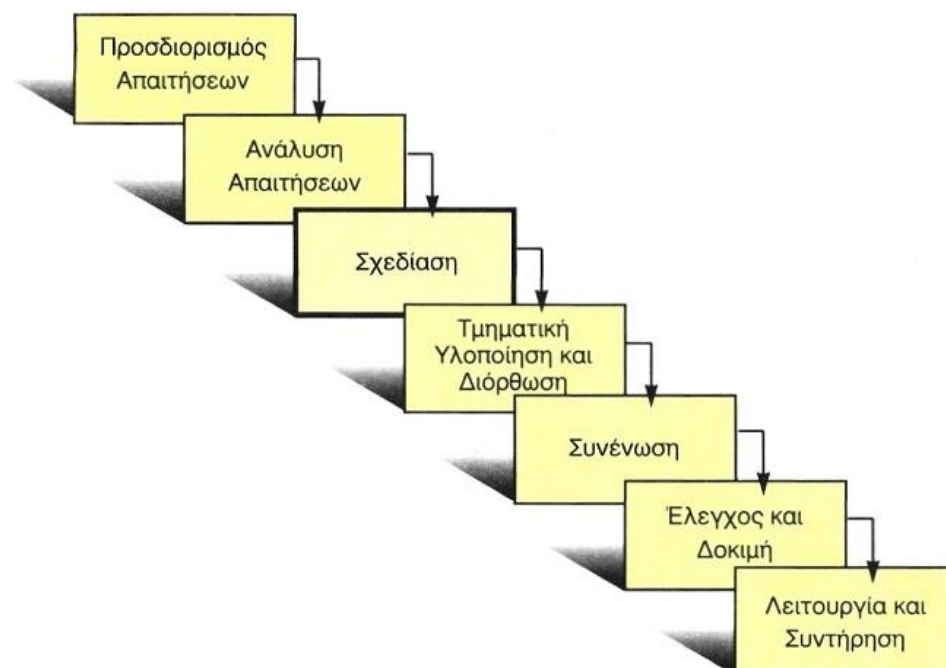 Προσδιορισμός
Απαιτήσεων
Ανάλυση
Απαιτήσεων
Σχεδίαση
Τμηματική
Υλοποίηση και
Διόρθωση
Συνένωση
Έλεγχος και
Δοκιμή
Λειτουργία και
Συντήρηση